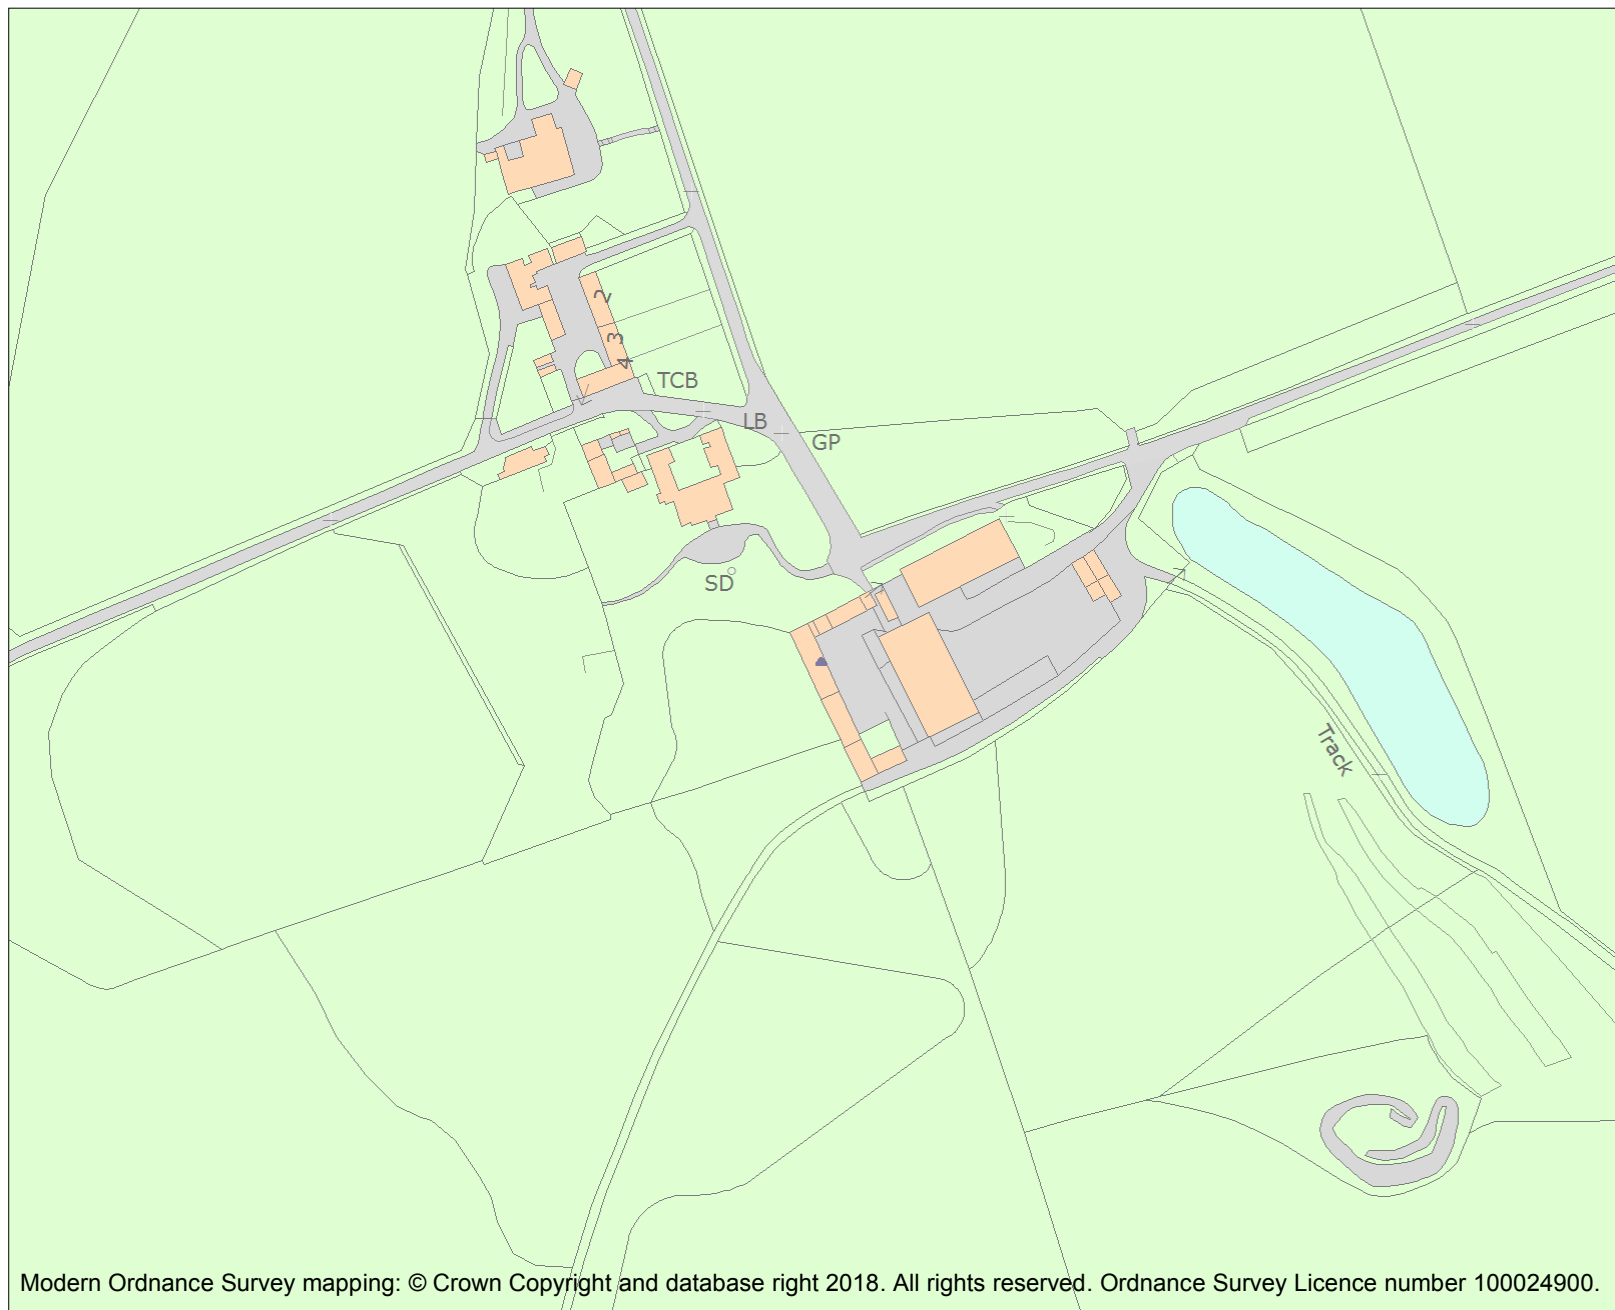 2
3
4
TCB
LB
GP
SD
Track
Modern Ordnance Survey mapping: © Crown Copyright and database right 2018. All rights reserved. Ordnance Survey Licence number 100024900.